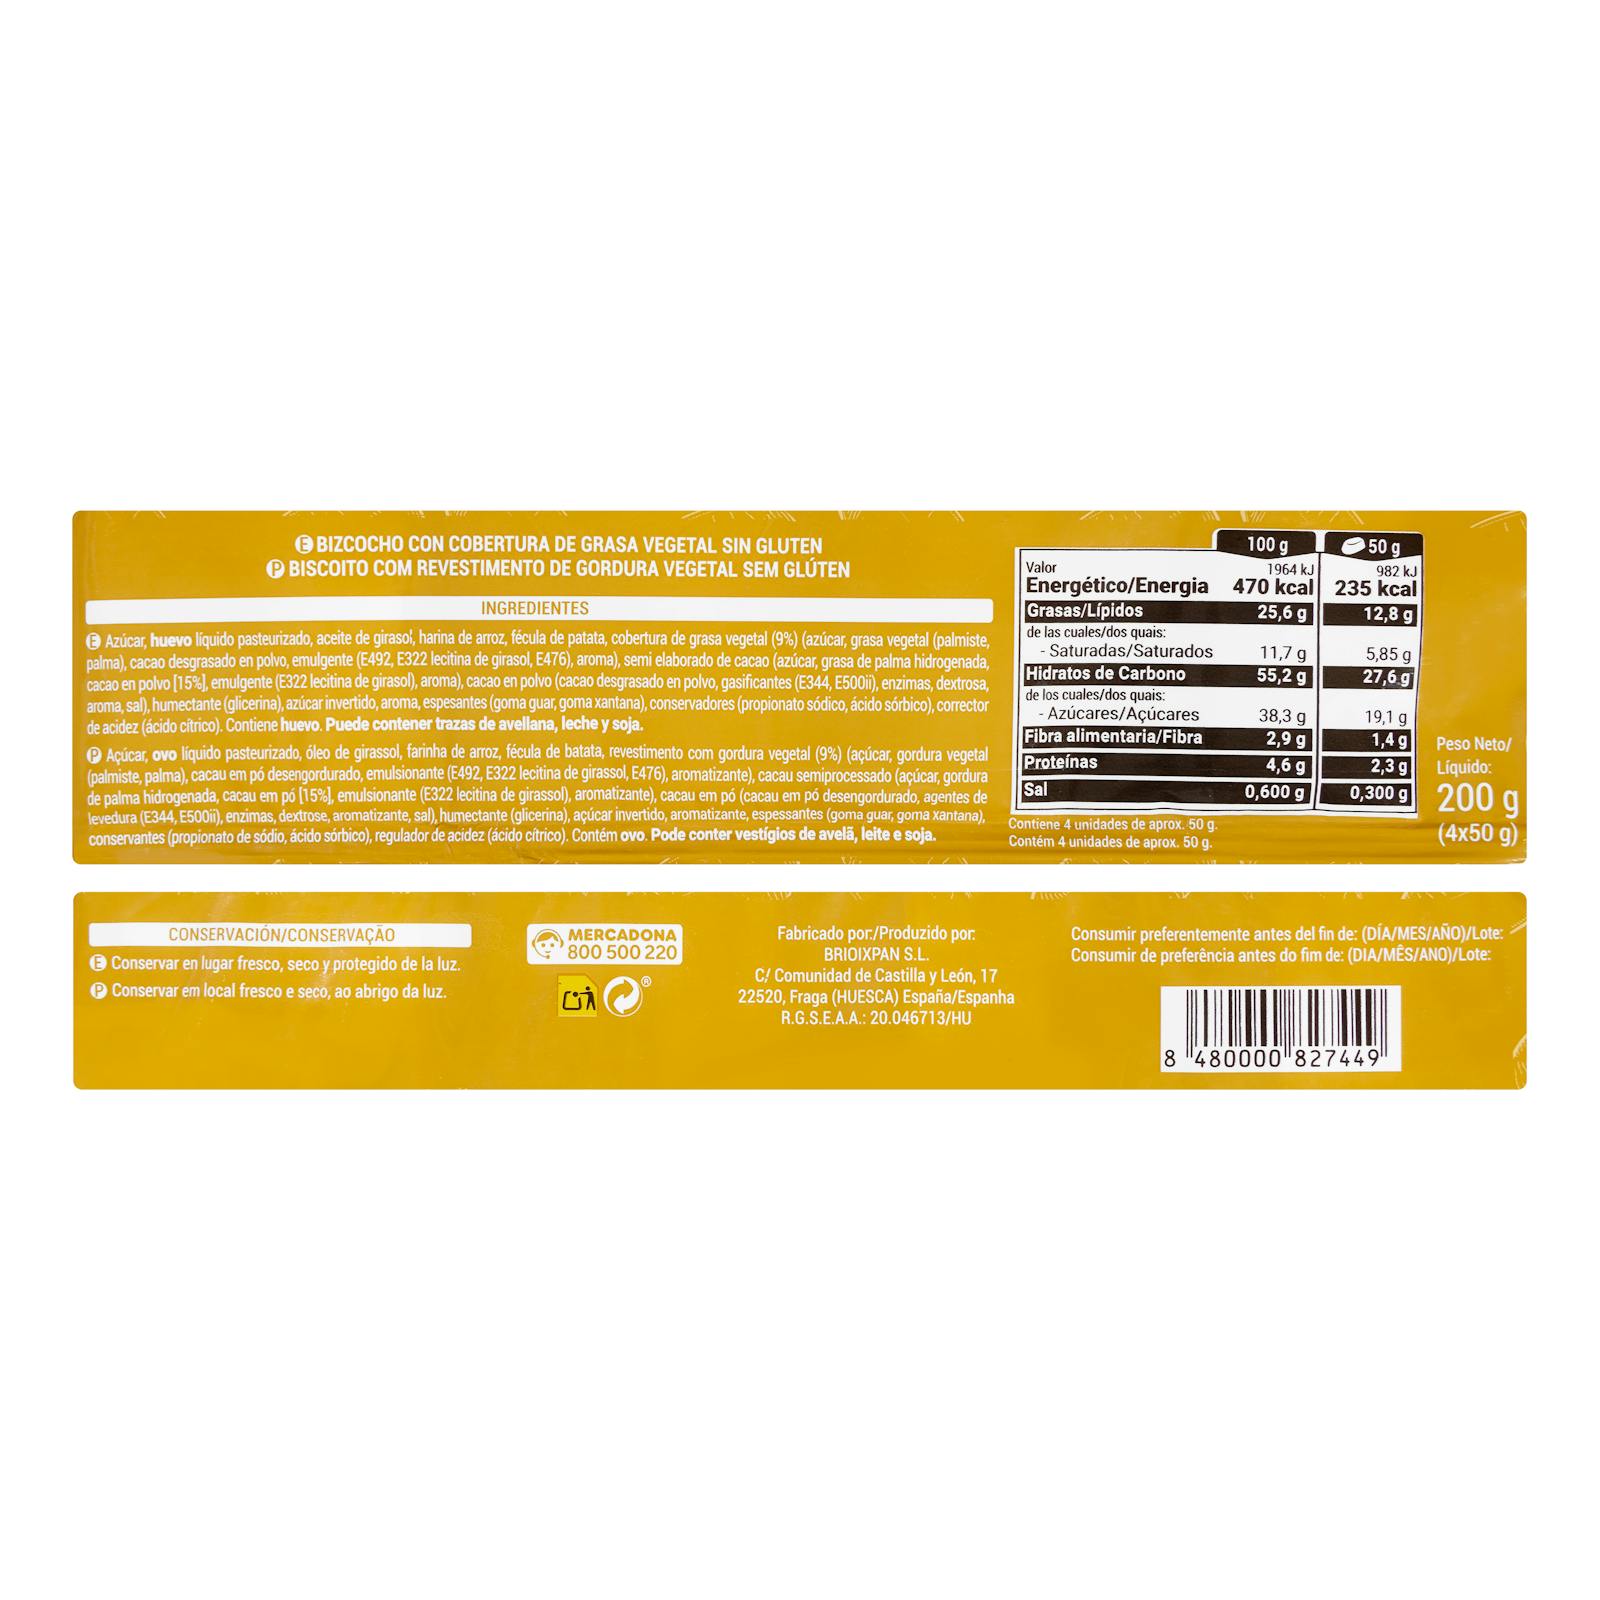 E BIZCOCHO CON COBERTURA DE GRASA VEGETAL SIN GLUTEN
P BISCOITO COM REVESTIMENTO DE GORDURA VEGETAL SEM GLÚTEN
INGREDIENTES
E Azúcar, huevo líquido pasteurizado, aceite de girasol, harina de arroz, fécula de patata, cobertura de grasa vegetal (9%) (azúcar, grasa vegetal (palmiste,
palma), cacao desgrasado en polvo, emulgente (E492, E322 lecitina de girasol, E476), aroma), semi elaborado de cacao (azúcar, grasa de palma hidrogenada,
cacao en polvo [15%], emulgente (E322 lecitina de girasol), aroma), cacao en polvo (cacao desgrasado en polvo, gasificantes (E344, E500ii), enzimas, dextrosa,
aroma, sal), humectante (glicerina), azúcar invertido, aroma, espesantes (goma guar, goma xantana), conservadores (propionato sódico, ácido sórbico), corrector
de acidez (ácido cítrico). Contiene huevo. Puede contener trazas de avellana, leche y soja.
P Açúcar, ovo líquido pasteurizado, óleo de girassol, farinha de arroz, fécula de batata, revestimento com gordura vegetal (9%) (açúcar, gordura vegetal
(palmiste, palma), cacau em pó desengordurado, emulsionante (E492, E322 lecitina de girassol, E476), aromatizante), cacau semiprocessado (açúcar, gordura
de palma hidrogenada, cacau em pó [15%], emulsionante (E322 lecitina de girassol), aromatizante), cacau em pó (cacau em pó desengordurado, agentes de
levedura (E344, E500ii), enzimas, dextrose, aromatizante, sal), humectante (glicerina), açúcar invertido, aromatizante, espessantes (goma guar, goma xantana),
conservantes (propionato de sódio, ácido sórbico), regulador de acidez (ácido cítrico). Contém ovo. Pode conter vestígios de avelã, leite e soja.
100 g 50 g
Valor 1964 kJ 982 kJ
Energético/Energia 470 kcal 235 kcal
Grasas/Lípidos 25,6 g 12,8 g
de las cuales/dos quais:
- Saturadas/Saturados 11,7 g 5,85 g
Hidratos de Carbono 55,2 g 27,6 g
de los cuales/dos quais:
- Azúcares/Açúcares 38,3 g 19,1 g
Fibra alimentaria/Fibra 2,9 g 1,4 g
Proteínas 4,6 g 2,3 g
Sal 0,600 g 0,300 g
Contiene 4 unidades de aprox. 50 g.
Contém 4 unidades de aprox. 50 g.
Peso Neto/
Líquido:
200 g
(4x50 g)
CONSERVACIÓN/CONSERVAÇÃO
E Conservar en lugar fresco, seco y protegido de la luz.
P Conservar em local fresco e seco, ao abrigo da luz.
MERCADONA
800 500 220
®
Fabricado por:/Produzido por:
BRIOIXPAN S.L.
C/ Comunidad de Castilla y León, 17
22520, Fraga (HUESCA) España/Espanha
R.G.S.E.A.A.: 20.046713/HU
Consumir preferentemente antes del fin de: (DÍA/MES/AÑO)/Lote:
Consumir de preferência antes do fim de: (DIA/MÊS/ANO)/Lote:
8 480000 827449